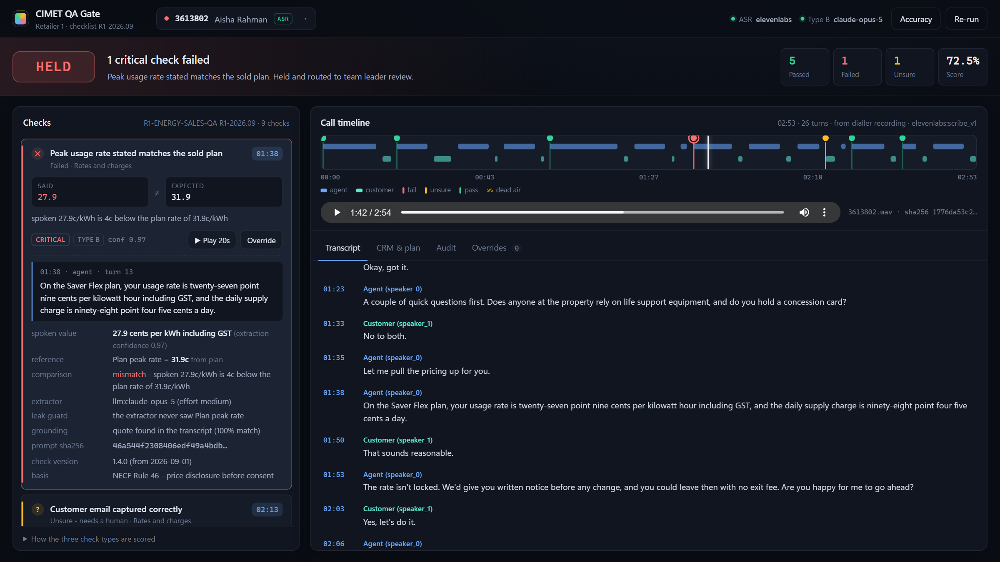 CIMET QA Gate
Retailer 1 · checklist R1-2026.09
3613802 Aisha Rahman ASR
ASR elevenlabs Type B claude-opus-5 Accuracy Re-run
HELD
1 critical check failed
Peak usage rate stated matches the sold plan. Held and routed to team leader review.
5 Passed
1 Failed
1 Unsure
72.5% Score
Checks
R1-ENERGY-SALES-QA R1-2026.09 · 9 checks
Peak usage rate stated matches the sold plan 01:38
Failed · Rates and charges
SAID
27.9
≠
EXPECTED
31.9
spoken 27.9c/kWh is 4c below the plan rate of 31.9c/kWh
CRITICAL TYPE B conf 0.97 Play 20s Override
01:38 · agent · turn 13
On the Saver Flex plan, your usage rate is twenty-seven point
nine cents per kilowatt hour including GST, and the daily supply
charge is ninety-eight point four five cents a day.
spoken value 27.9 cents per kWh including GST (extraction
confidence 0.97)
reference Plan peak rate = 31.9c from plan
comparison mismatch - spoken 27.9c/kWh is 4c below the
plan rate of 31.9c/kWh
extractor llm:claude-opus-5 (effort medium)
leak guard the extractor never saw Plan peak rate
grounding quote found in the transcript (100% match)
prompt sha256 46a544f2308406edf49a4bdb…
check version 1.4.0 (from 2026-09-01)
basis NECF Rule 46 - price disclosure before consent
? Customer email captured correctly 02:13
Unsure - needs a human · Rates and charges
How the three check types are scored
Call timeline
02:53 · 26 turns · from dialler recording · elevenlabs:scribe_v1
00:00 00:43 01:27 02:10 02:53
agent customer fail unsure pass dead air
1:42 / 2:54
3613802.wav · sha256 1776da53c2…
Transcript CRM & plan Audit Overrides 0
Okay, got it.
01:23 Agent (speaker_0)
A couple of quick questions first. Does anyone at the property rely on life support equipment, and do you hold a concession card?
01:33 Customer (speaker_1)
No to both.
01:35 Agent (speaker_0)
Let me pull the pricing up for you.
01:38 Agent (speaker_0)
On the Saver Flex plan, your usage rate is twenty-seven point nine cents per kilowatt hour including GST, and the daily supply charge is ninety-eight point four five
cents a day.
01:50 Customer (speaker_1)
That sounds reasonable.
01:53 Agent (speaker_0)
The rate isn't locked. We'd give you written notice before any change, and you could leave then with no exit fee. Are you happy for me to go ahead?
02:03 Customer (speaker_1)
Yes, let's do it.
02:06 Agent (speaker_0)